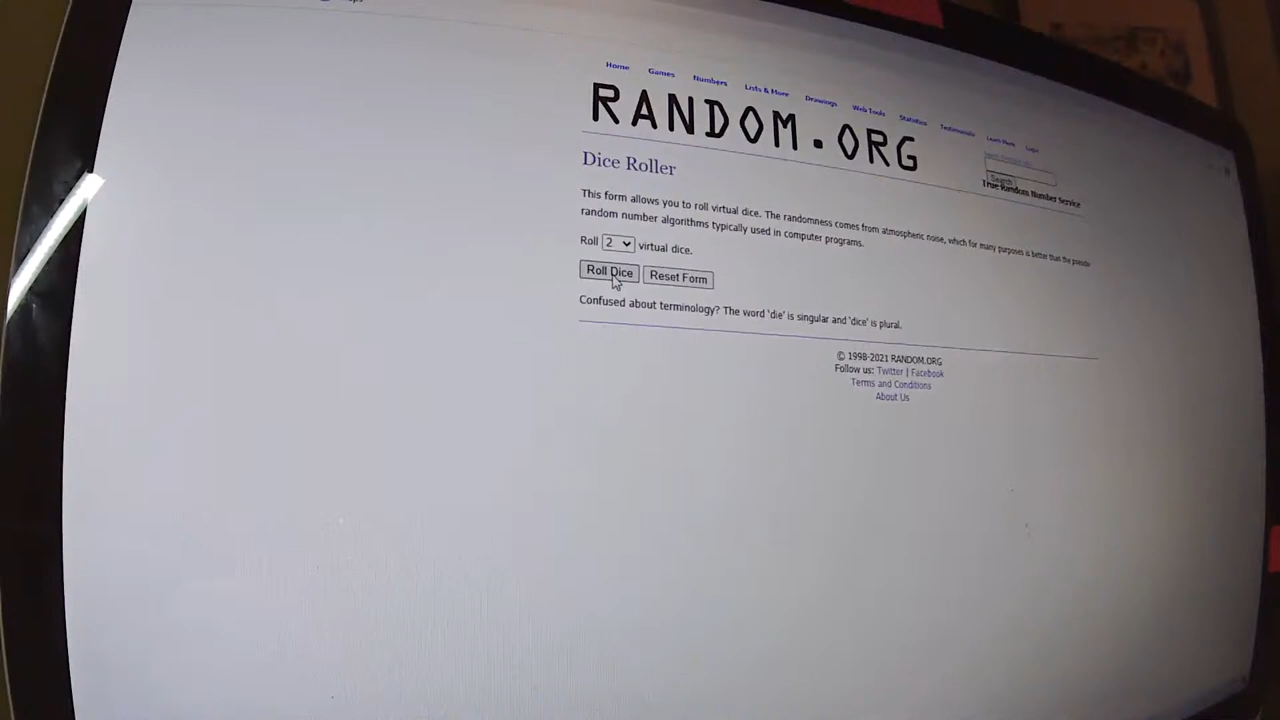 Home Games Numbers Lists & More Drawings Web Tools Statistics Testimonials Learn More Login
RANDOM.ORG
Search
True Random Number Service
Dice Roller
This form allows you to roll virtual dice. The randomness comes from atmospheric noise, which for many purposes is better than the pseudo-
random number algorithms typically used in computer programs.
Roll 2 virtual dice.
Roll Dice Reset Form
Confused about terminology? The word 'die' is singular and 'dice' is plural.
© 1998-2021 RANDOM.ORG
Follow us: Twitter | Facebook
Terms and Conditions
About Us